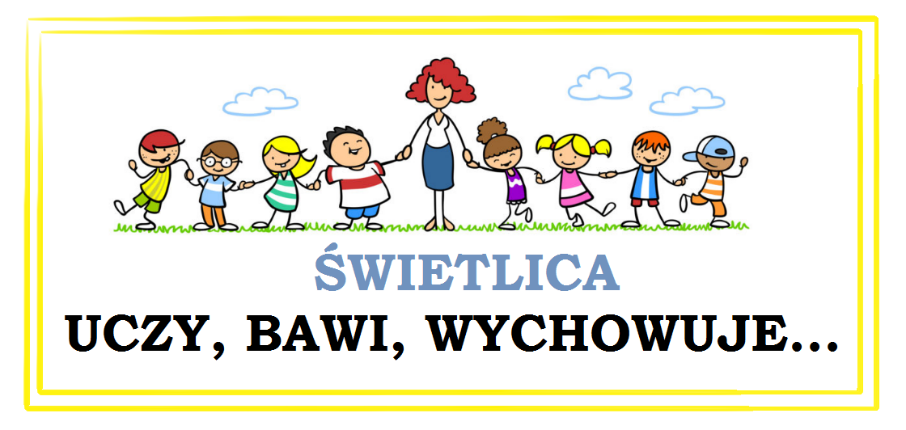 ŚWIETLICA
UCZY, BAWI, WYCHOWUJE...